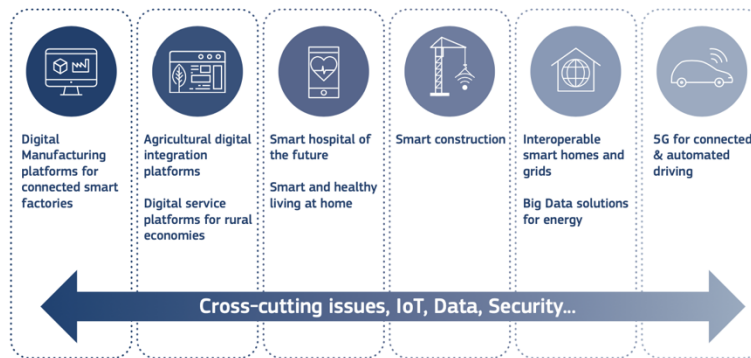 Digital
Manufacturing
platforms for
connected smart
factories
Agricultural digital
integration
platforms
Digital service
platforms for rural
economies
Smart hospital of
the future
Smart and healthy
living at home
Smart construction
Interoperable
smart homes and
grids
Big Data solutions
for energy
5G for connected
& automated
driving
Cross-cutting issues, IoT, Data, Security...